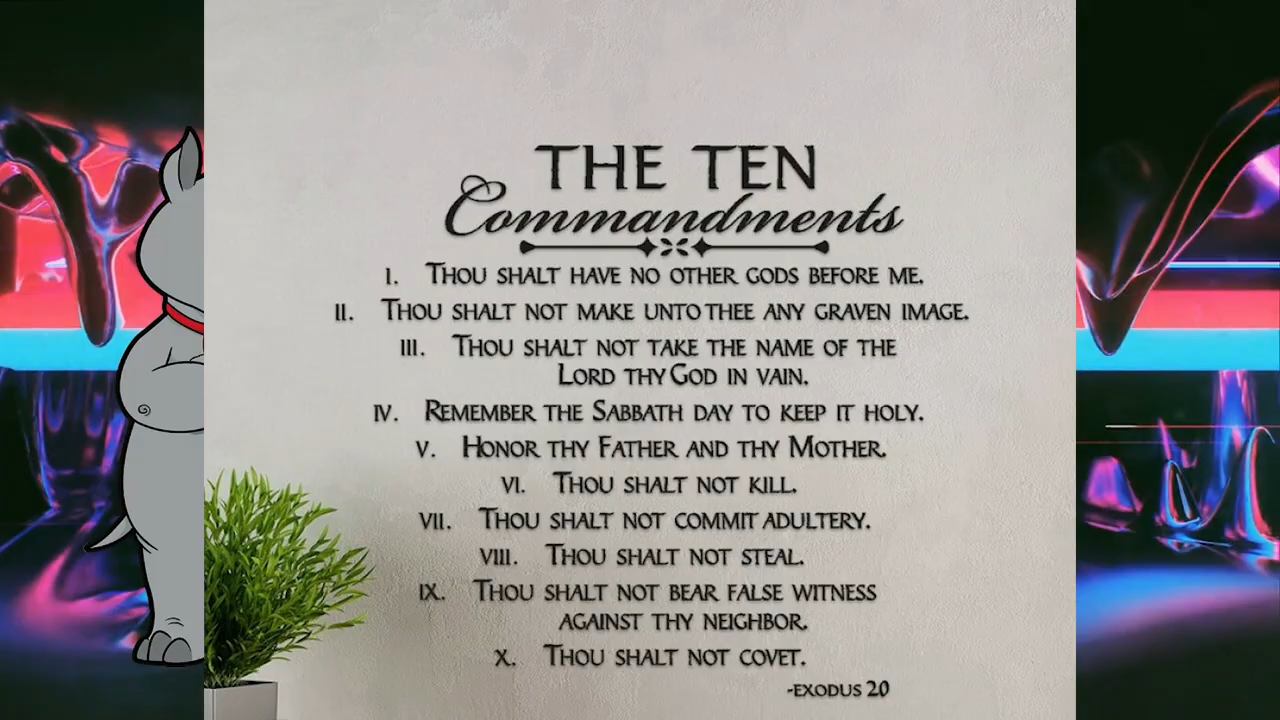 THE TEN
Commandments
I. THOU SHALT HAVE NO OTHER GODS BEFORE ME.
II. THOU SHALT NOT MAKE UNTO THEE ANY GRAVEN IMAGE.
III. THOU SHALT NOT TAKE THE NAME OF THE
LORD THY GOD IN VAIN.
IV. REMEMBER THE SABBATH DAY TO KEEP IT HOLY.
V. HONOR THY FATHER AND THY MOTHER.
VI. THOU SHALT NOT KILL.
VII. THOU SHALT NOT COMMIT ADULTERY.
VIII. THOU SHALT NOT STEAL.
IX. THOU SHALT NOT BEAR FALSE WITNESS
AGAINST THY NEIGHBOR.
X. THOU SHALT NOT COVET.
-EXODUS 20